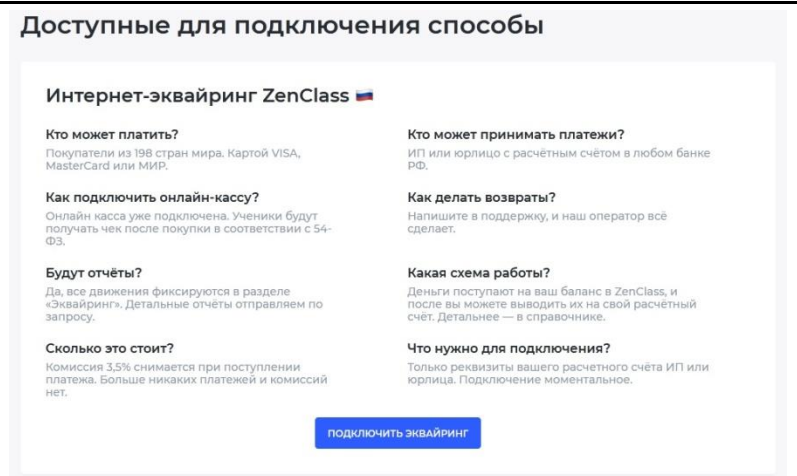 Доступные для подключения способы
Интернет-эквайринг ZenClass
Кто может платить?
Покупатели из 198 стран мира. Картой VISA,
MasterCard или МИР.
Кто может принимать платежи?
ИП или юрлицо с расчётным счётом в любом банке
РФ.
Как подключить онлайн-кассу?
Онлайн касса уже подключена. Ученики будут
получать чек после покупки в соответствии с 54-
ФЗ.
Как делать возвраты?
Напишите в поддержку, и наш оператор всё
сделает.
Будут отчёты?
Да, все движения фиксируются в разделе
«Эквайринг». Детальные отчёты отправляем по
запросу.
Какая схема работы?
Деньги поступают на ваш баланс в ZenClass, и
после вы можете выводить их на свой расчётный
счёт. Детальнее — в справочнике.
Сколько это стоит?
Комиссия 3,5% снимается при поступлении
платежа. Больше никаких платежей и комиссий
нет.
Что нужно для подключения?
Только реквизиты вашего расчетного счёта ИП или
юрлица. Подключение моментальное.
ПОДКЛЮЧИТЬ ЭКВАЙРИНГ